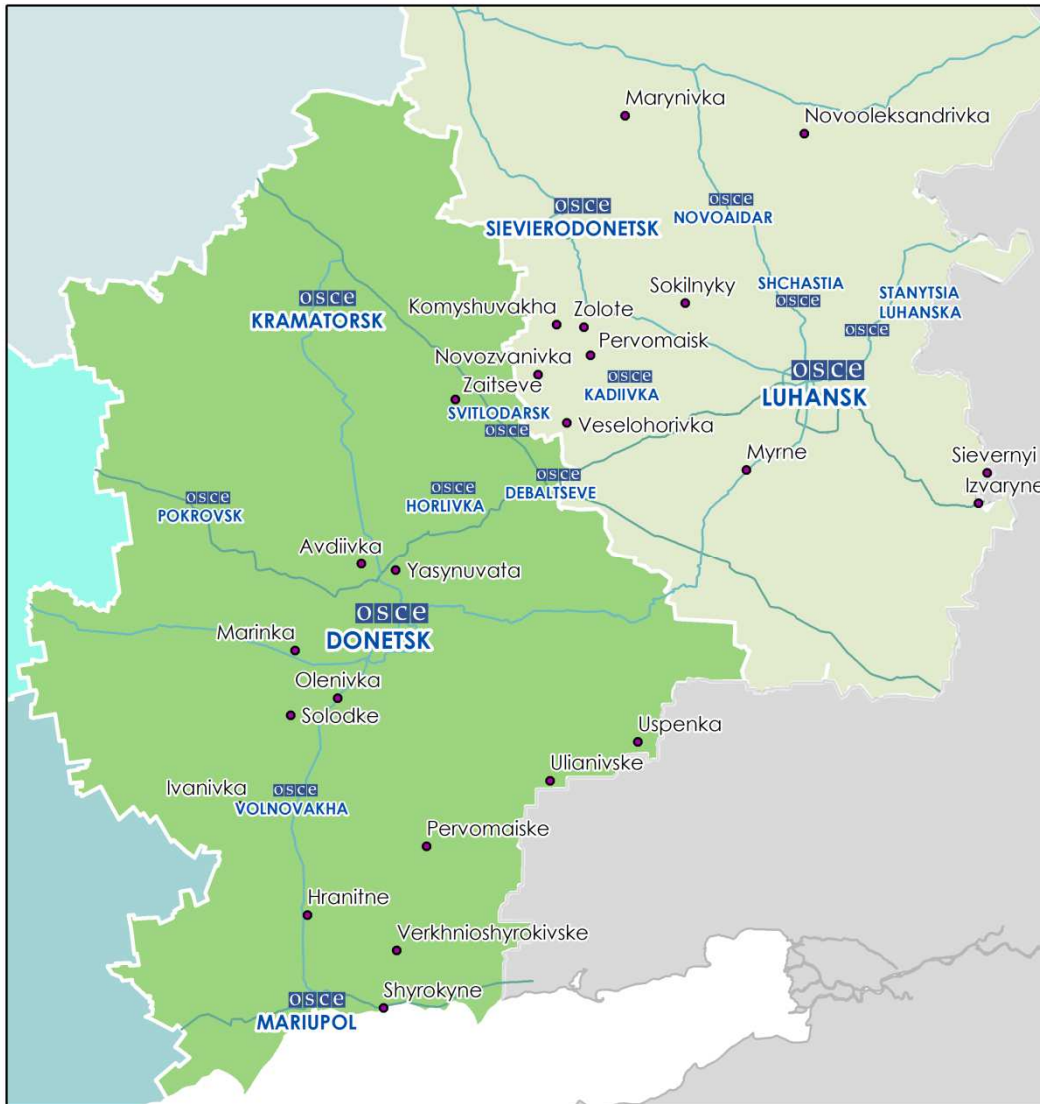 Marynivka
Novooleksandrivka
osce
NOVOAIDAR
osce
SIEVIERODONETSK
osce
KRAMATORSK
Komyshuvakha
Zolote
Sokilnyky
SHCHASTIA
osce
STANYTSIA
LUHANSKA
osce
Pervomaisk
Novozvanivka
Zaitseve
SVITLODARSK
osce
osce
KADIIVKA
osce
LUHANSK
Veselohorivka
Myrne
Sievernyi
Izvaryne
osce
POKROVSK
osce
HORLIVKA
osce
DEBALTSEVE
Avdiivka
Yasynuvata
osce
DONETSK
Marinka
Olenivka
Solodke
Uspenka
Ulianivske
Ivanivka
osce
VOLNOVAKHA
Pervomaiske
Hranitne
Verkhnioshyrokivske
Shyrokyne
osce
MARIUPOL